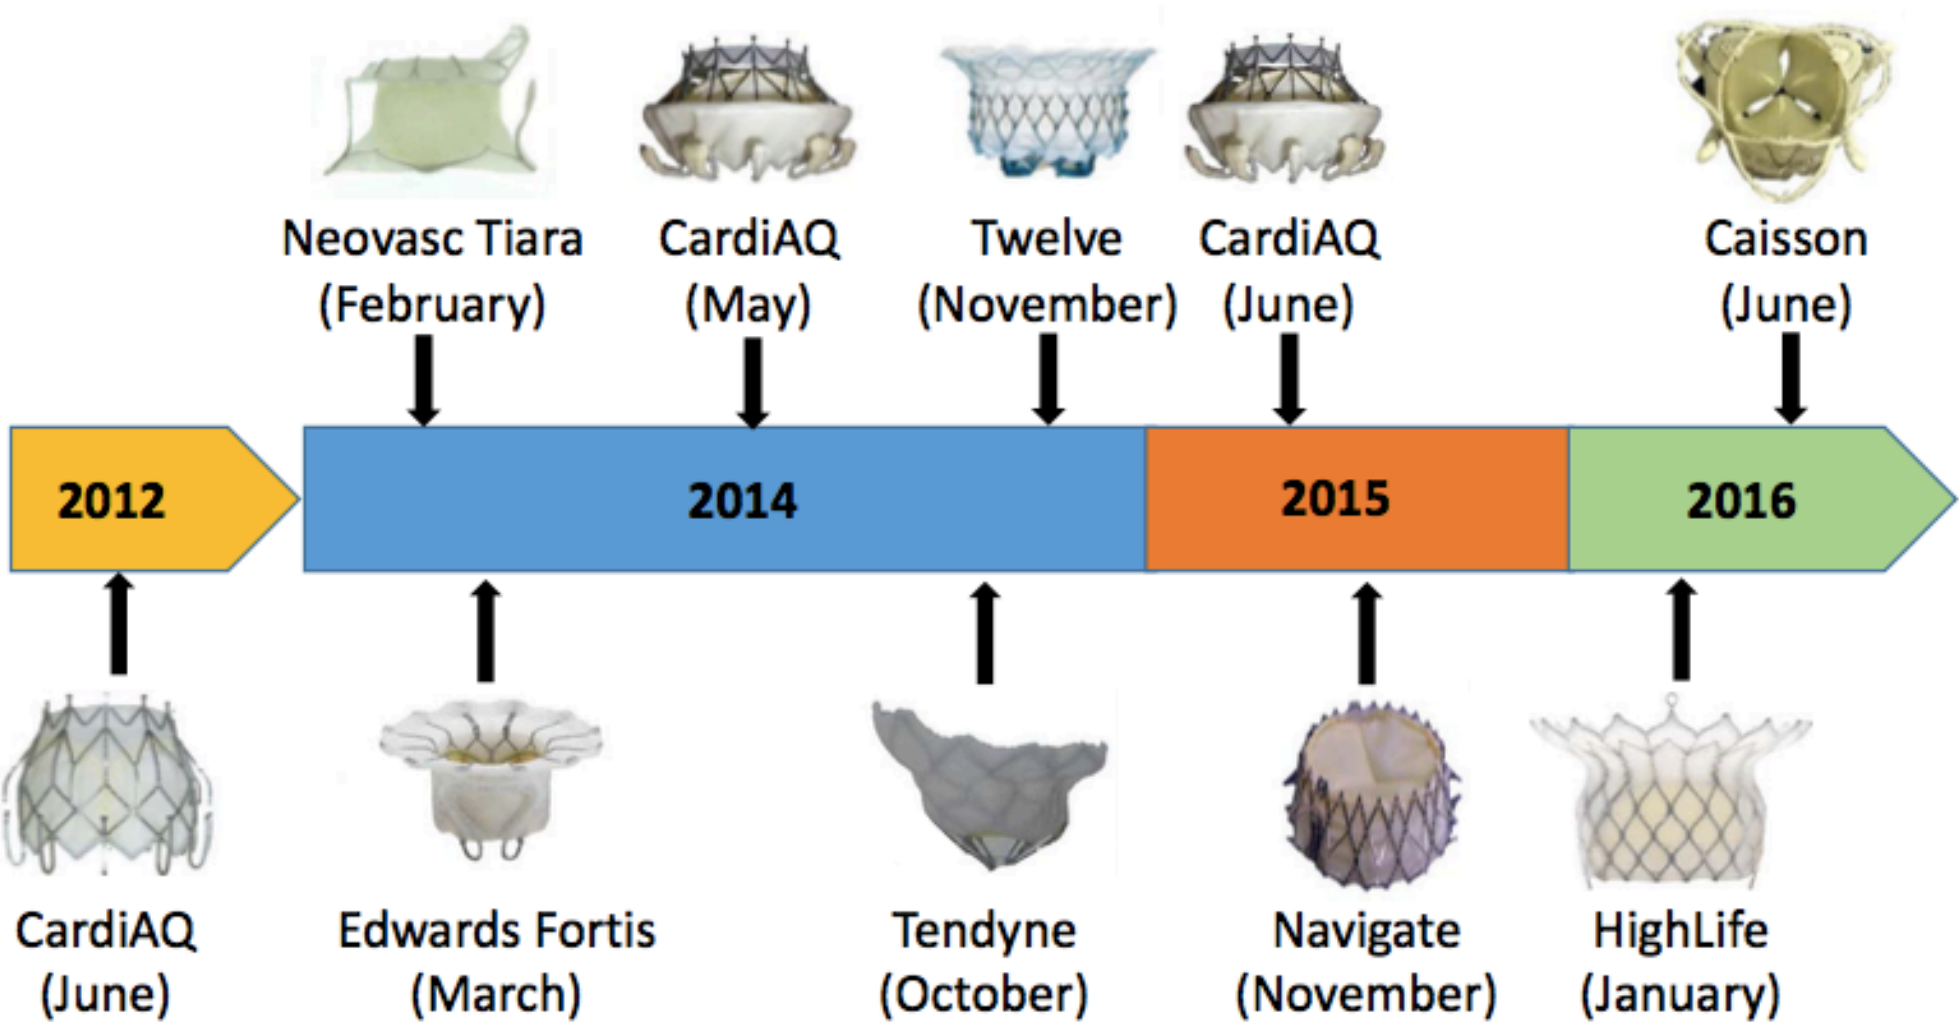 Neovasc Tiara
(February)
CardiAQ
(May)
Twelve
(November)
CardiAQ
(June)
Caisson
(June)
2012
2014
2015
2016
CardiAQ
(June)
Edwards Fortis
(March)
Tendyne
(October)
Navigate
(November)
HighLife
(January)